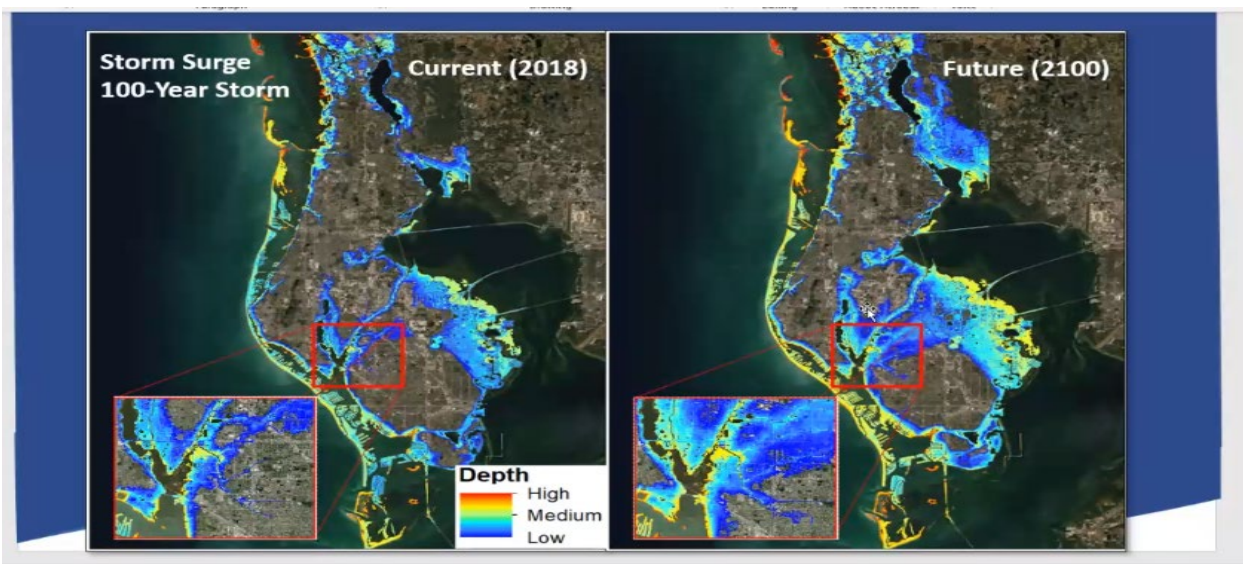 Storm Surge
100-Year Storm
Current (2018)
Future (2100)
Depth
High
Medium
Low